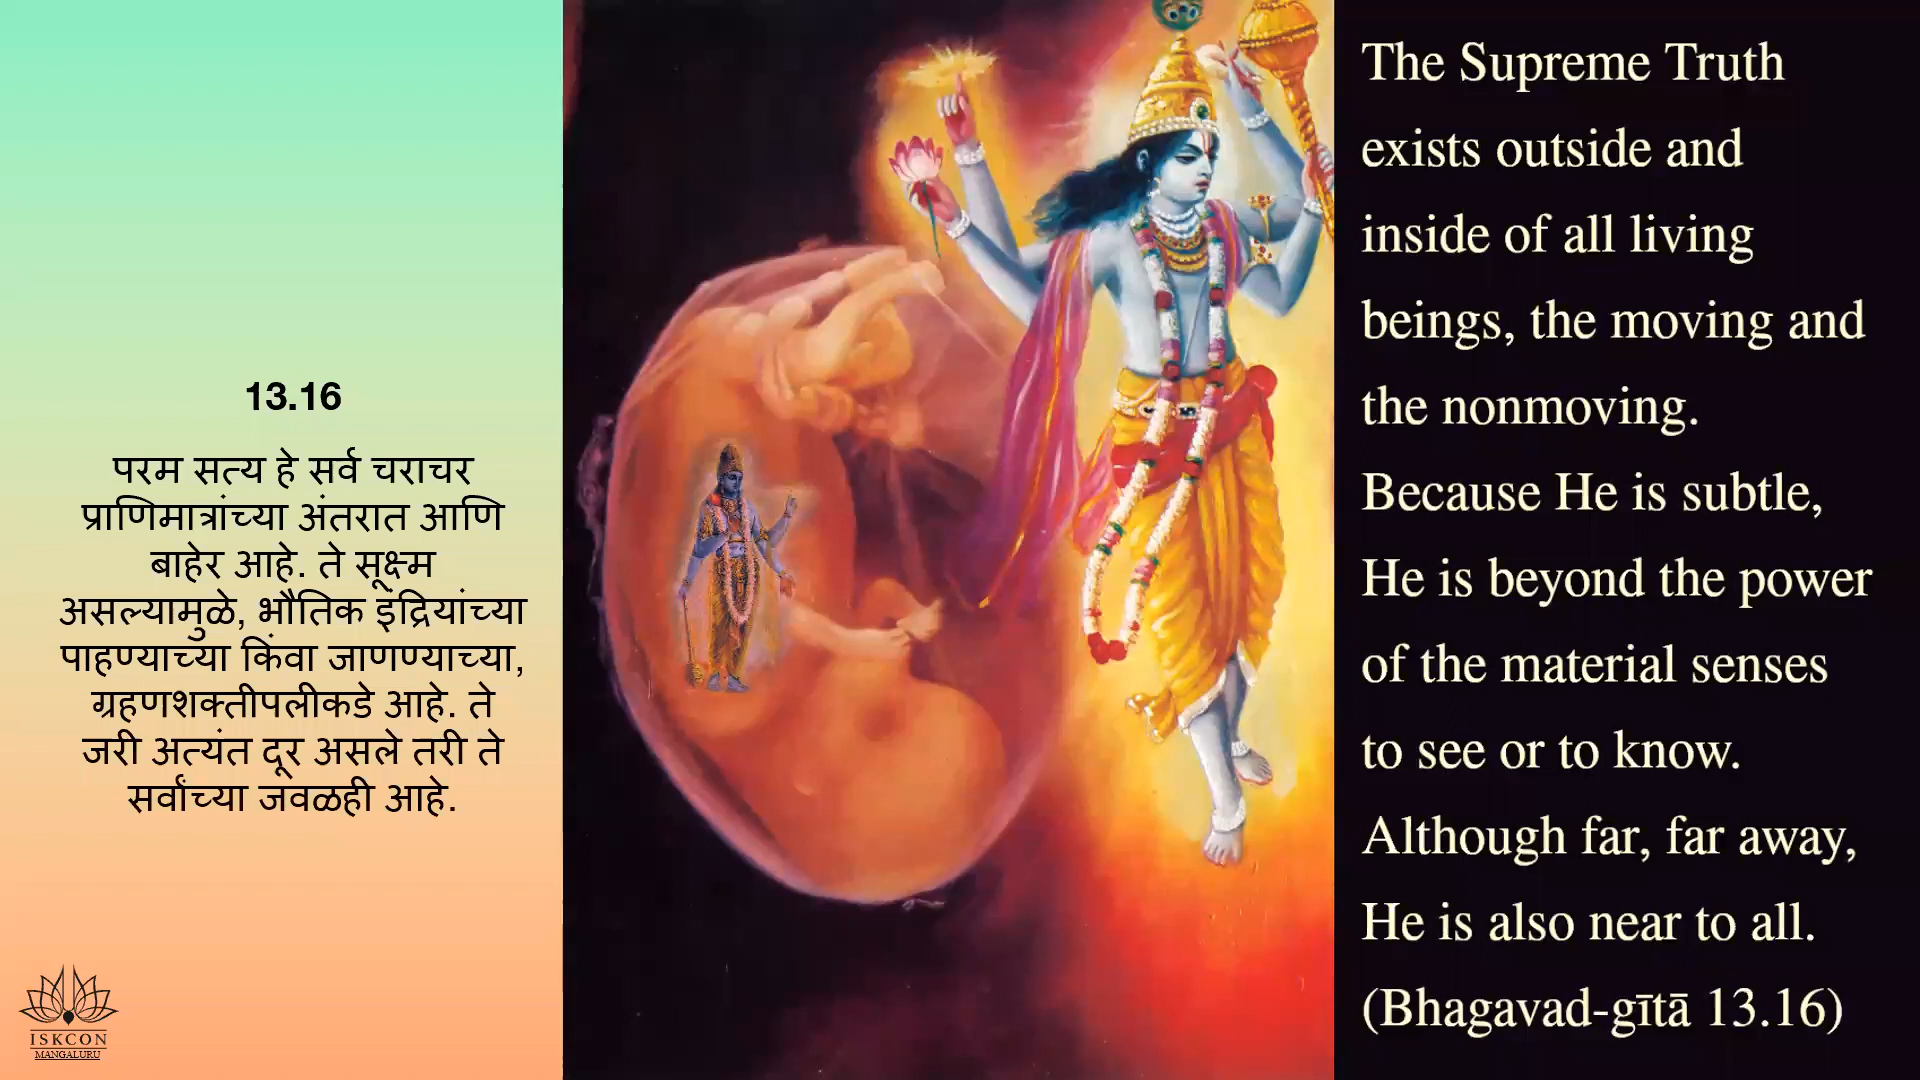 13.16
परम सत्य हे सर्व चराचर
प्राणिमात्रांच्या अंतरात आणि
बाहेर आहे. ते सूक्ष्म
असल्यामुळे, भौतिक इंद्रियांच्या
पाहण्याच्या किंवा जाणण्याच्या,
ग्रहणशक्तीपलीकडे आहे. ते
जरी अत्यंत दूर असले तरी ते
सर्वांच्या जवळही आहे.
ISKCON
MANGALURU
The Supreme Truth
exists outside and
inside of all living
beings, the moving and
the nonmoving.
Because He is subtle,
He is beyond the power
of the material senses
to see or to know.
Although far, far away,
He is also near to all.
(Bhagavad-gītā 13.16)